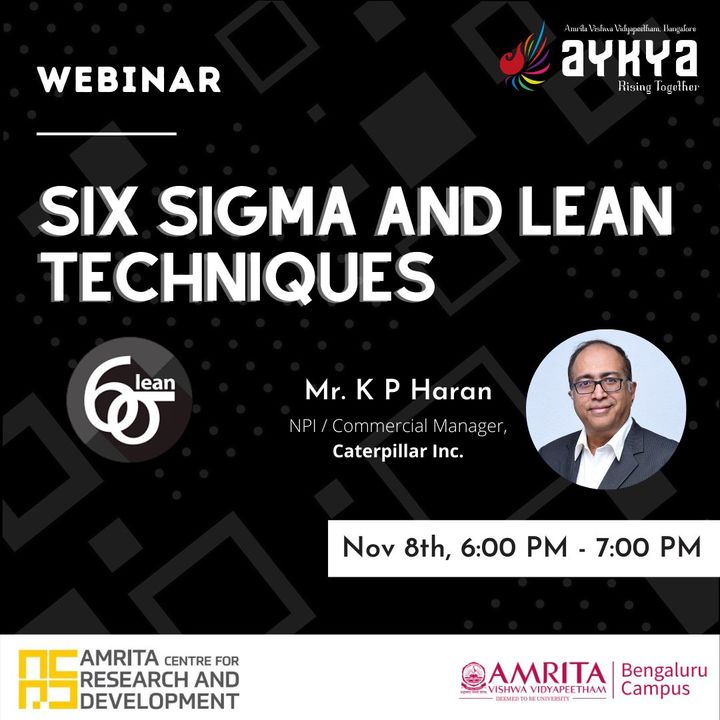 Amrita Vishwa Vidyapeetham, Bangalore
AYKYA
Rising Together
WEBINAR
SIX SIGMA AND LEAN
TECHNIQUES
6σ lean
Mr. K P Haran
NPI / Commercial Manager,
Caterpillar Inc.
Nov 8th, 6:00 PM - 7:00 PM
AMRITA CENTRE FOR
RESEARCH AND
DEVELOPMENT
AMRITA
VISHWA VIDYAPEETHAM
DEEMED TO BE UNIVERSITY
Bengaluru
Campus